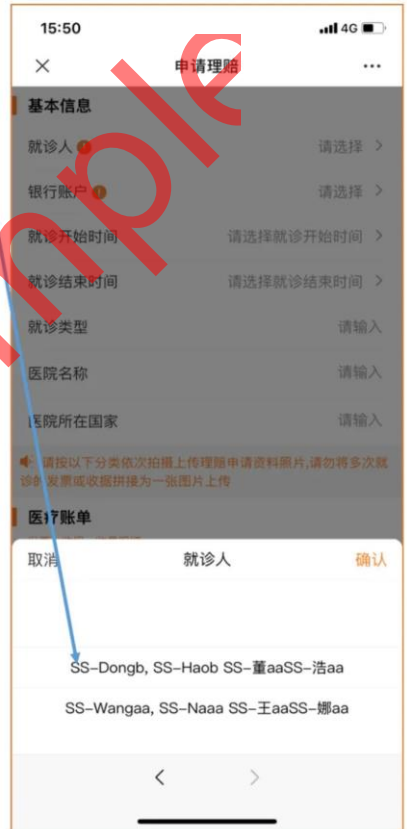 15:50
4G
申请理赔
基本信息
就诊人 请选择
银行账户 请选择
就诊开始时间 请选择就诊开始时间
就诊结束时间 请选择就诊结束时间
就诊类型 请输入
医院名称 请输入
医院所在国家 请输入
请按以下分类依次拍摄上传理赔申请资料照片,请勿将多次就
诊的发票或收据拼接为一张图片上传
医疗账单
取消 就诊人 确认
SS-Dongb, SS-Haob SS-董aaSS-浩aa
SS-Wangaa, SS-Naaa SS-王aaSS-娜aa